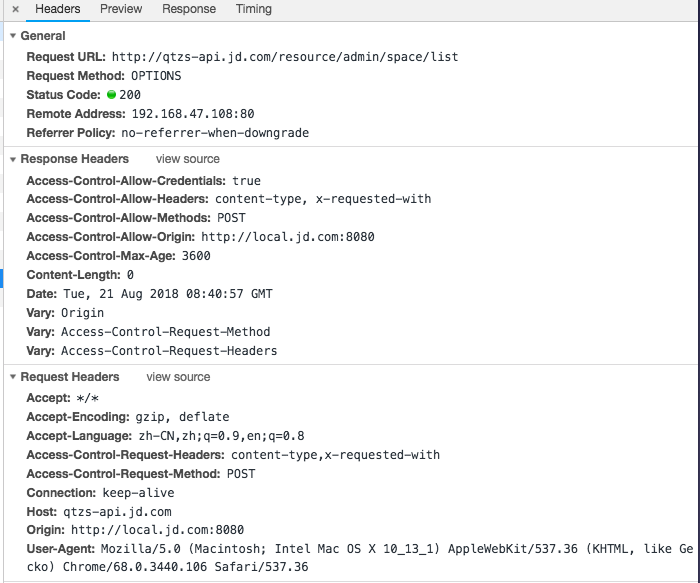 × Headers Preview Response Timing
▼ General
Request URL: http://qtzs-api.jd.com/resource/admin/space/list
Request Method: OPTIONS
Status Code: 200
Remote Address: 192.168.47.108:80
Referrer Policy: no-referrer-when-downgrade
▼ Response Headers view source
Access-Control-Allow-Credentials: true
Access-Control-Allow-Headers: content-type, x-requested-with
Access-Control-Allow-Methods: POST
Access-Control-Allow-Origin: http://local.jd.com:8080
Access-Control-Max-Age: 3600
Content-Length: 0
Date: Tue, 21 Aug 2018 08:40:57 GMT
Vary: Origin
Vary: Access-Control-Request-Method
Vary: Access-Control-Request-Headers
▼ Request Headers view source
Accept: */*
Accept-Encoding: gzip, deflate
Accept-Language: zh-CN,zh;q=0.9,en;q=0.8
Access-Control-Request-Headers: content-type,x-requested-with
Access-Control-Request-Method: POST
Connection: keep-alive
Host: qtzs-api.jd.com
Origin: http://local.jd.com:8080
User-Agent: Mozilla/5.0 (Macintosh; Intel Mac OS X 10_13_1) AppleWebKit/537.36 (KHTML, like Ge
cko) Chrome/68.0.3440.106 Safari/537.36